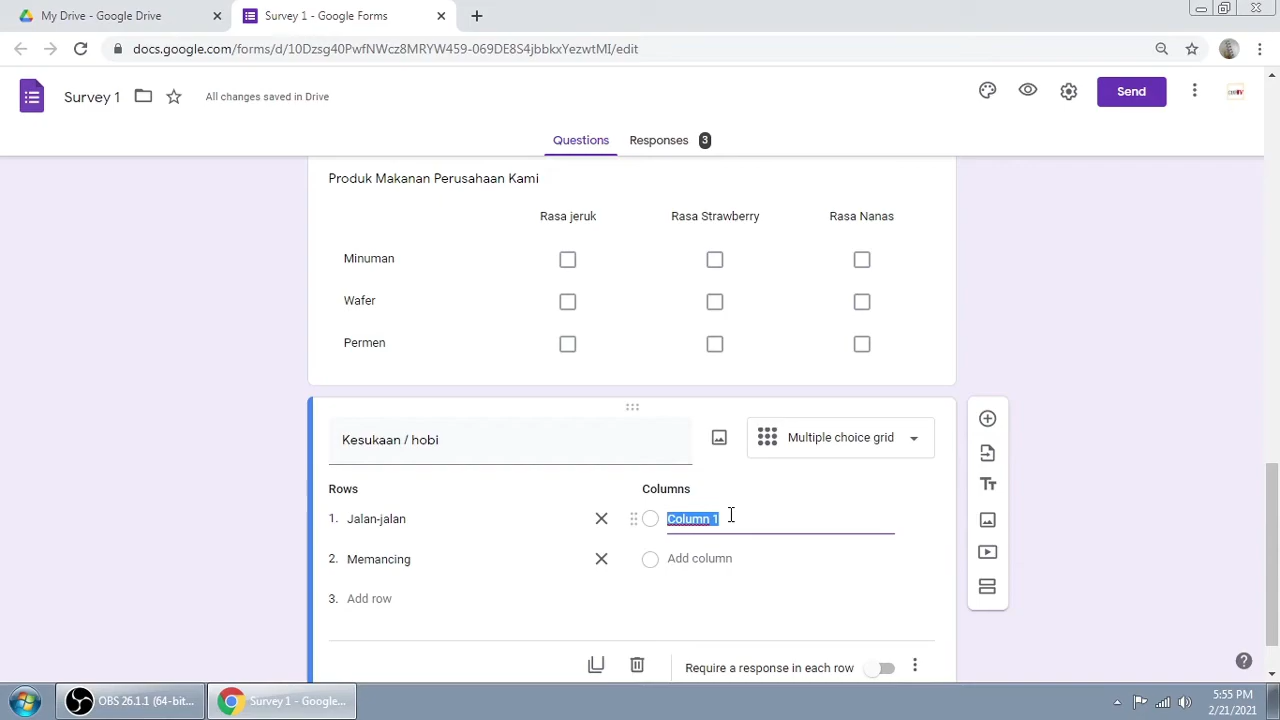 My Drive - Google Drive
Survey 1 - Google Forms
docs.google.com/forms/d/10Dzsg40PwfNWcz8MRYW459-069DE8S4jbbkxYezwtMI/edit
Survey 1
All changes saved in Drive
Send
Questions
Responses 3
Produk Makanan Perusahaan Kami
Rasa jeruk Rasa Strawberry Rasa Nanas
Minuman
Wafer
Permen
Kesukaan / hobi
Multiple choice grid
Rows Columns
1. Jalan-jalan Column 1
2. Memancing Add column
3. Add row
Tt
Require a response in each row
OBS 26.1.1 (64-bit...
Survey 1 - Google...
5:55 PM
2/21/2021